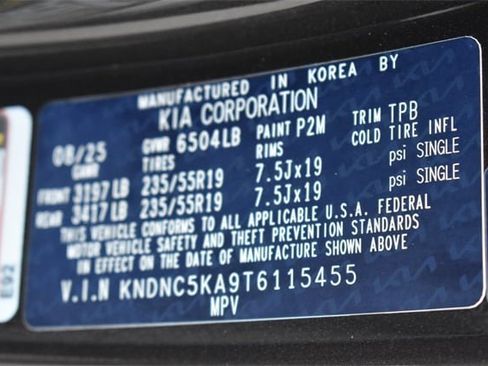 MANUFACTURED IN KOREA BY
KIA CORPORATION
08/25 GVWR 6504LB PAINT P2M TRIM TPB
GAWR TIRES RIMS COLD TIRE INFL
FRONT 3197 LB 235/55R19 7.5Jx19 psi SINGLE
REAR 3417 LB 235/55R19 7.5Jx19 psi SINGLE
THIS VEHICLE CONFORMS TO ALL APPLICABLE U.S.A. FEDERAL
MOTOR VEHICLE SAFETY AND THEFT PREVENTION STANDARDS
IN EFFECT ON THE DATE OF MANUFACTURE SHOWN ABOVE
V.I.N KNDNC5KA9T6115455
MPV
E92